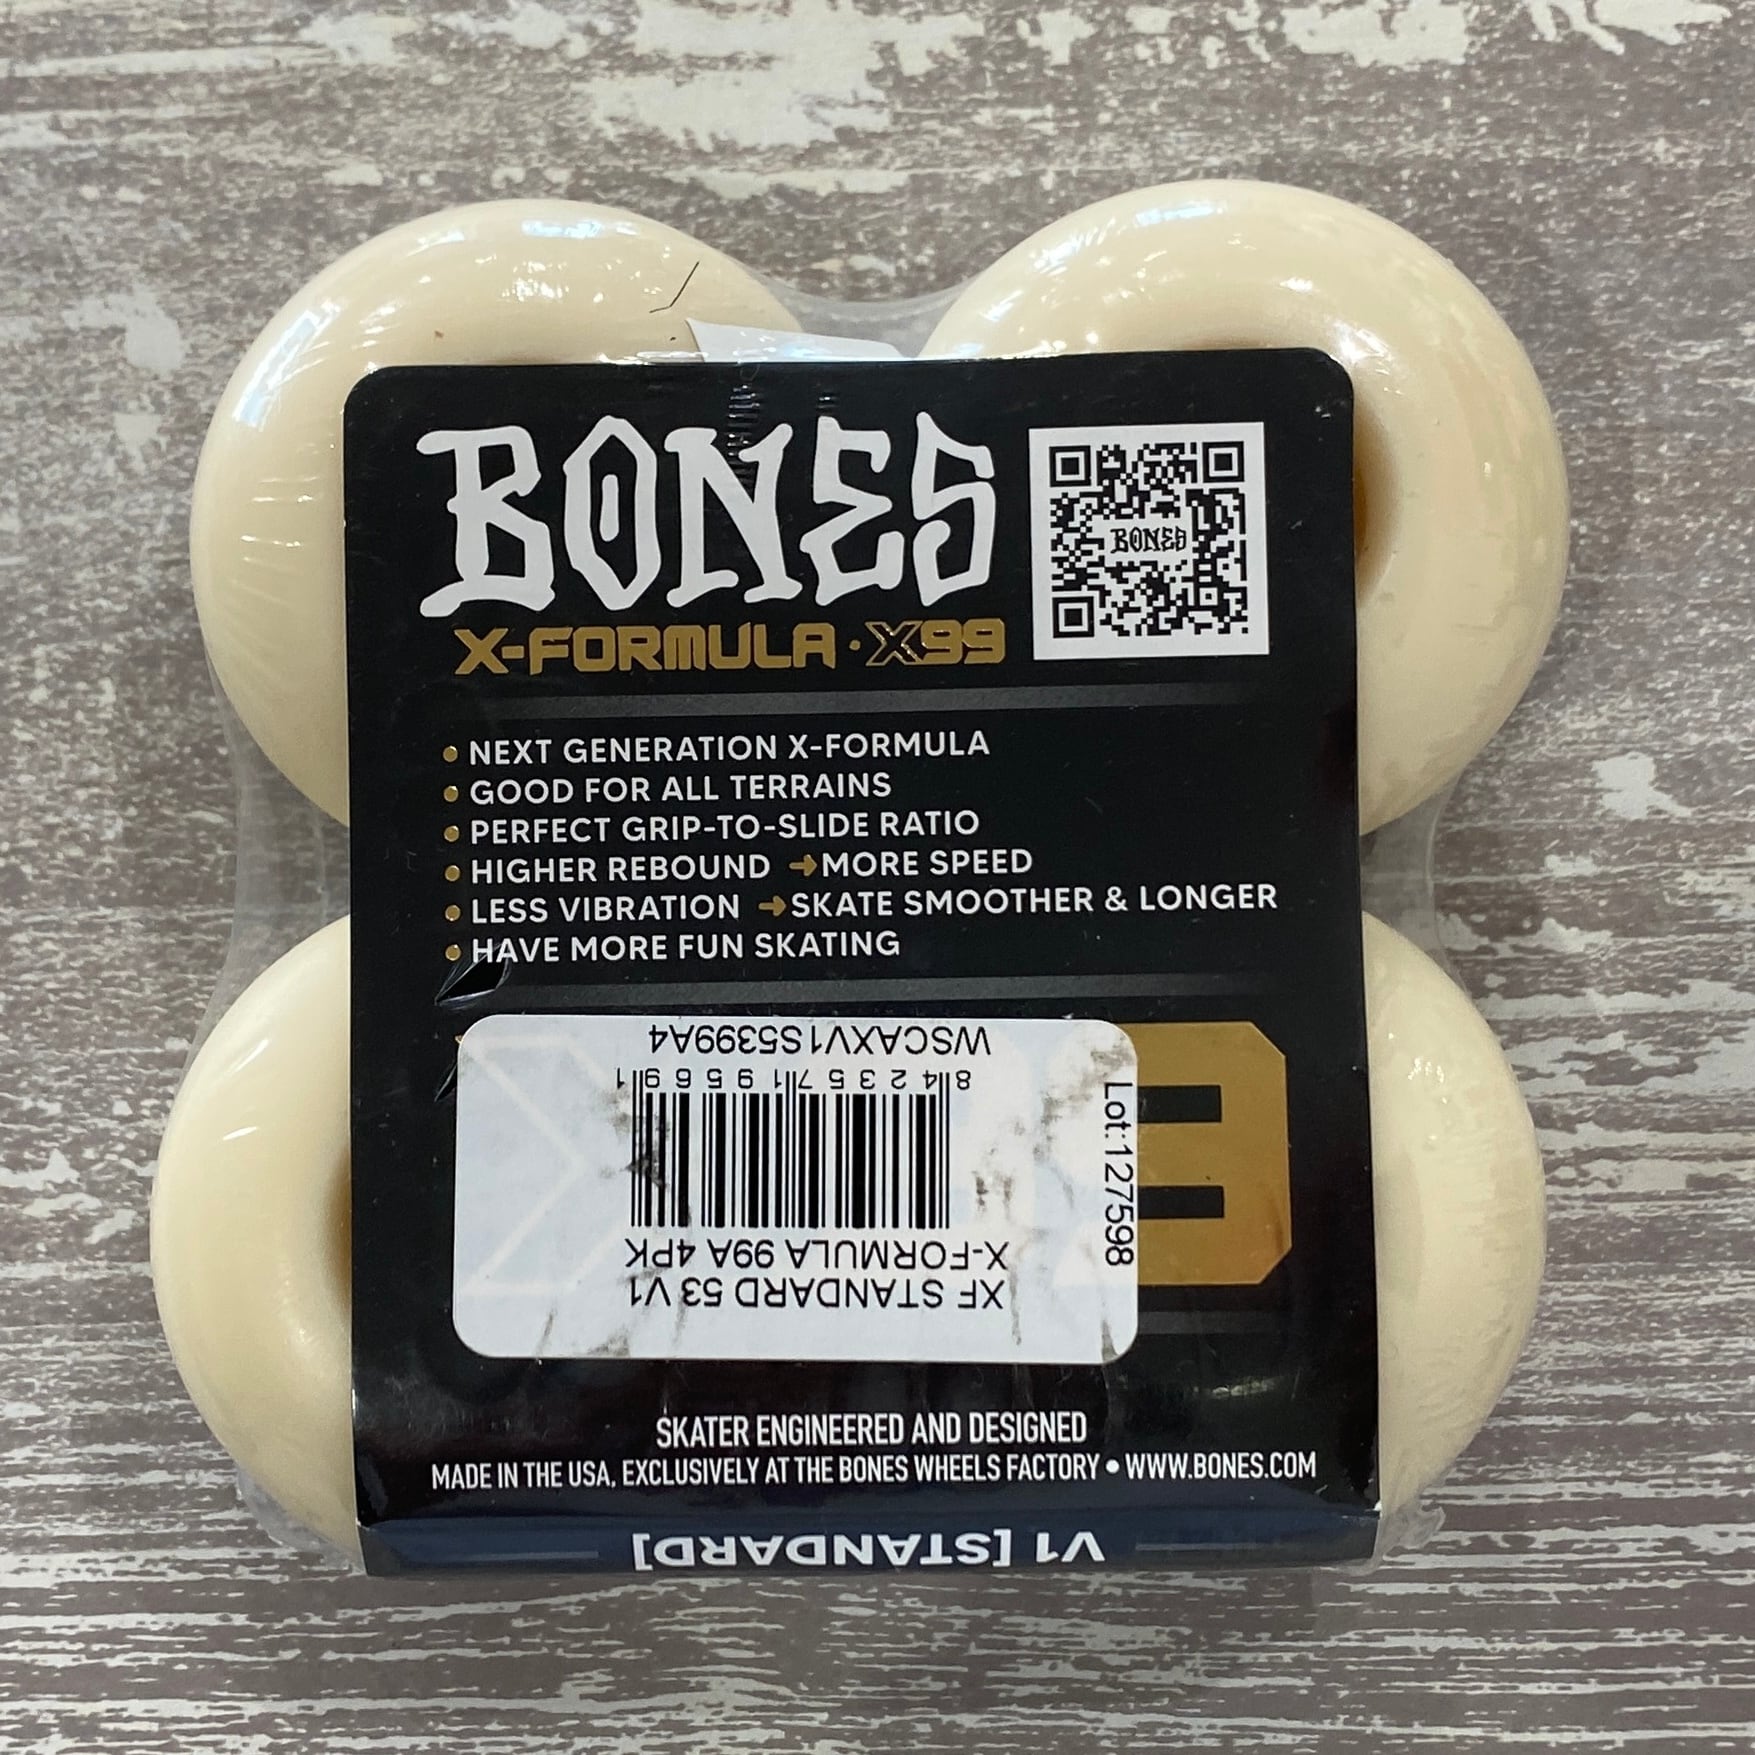 BONES
BONES
X-FORMULA · X99
• NEXT GENERATION X-FORMULA
• GOOD FOR ALL TERRAINS
• PERFECT GRIP-TO-SLIDE RATIO
• HIGHER REBOUND ➔MORE SPEED
• LESS VIBRATION ➔SKATE SMOOTHER & LONGER
• HAVE MORE FUN SKATING
XF STANDARD 53 V1
X-FORMULA 99A 4PK
8 42357 19569 1
WSCAXV1S5399A4
Lot:127598
SKATER ENGINEERED AND DESIGNED
MADE IN THE USA, EXCLUSIVELY AT THE BONES WHEELS FACTORY • WWW.BONES.COM
V1 [STANDARD]